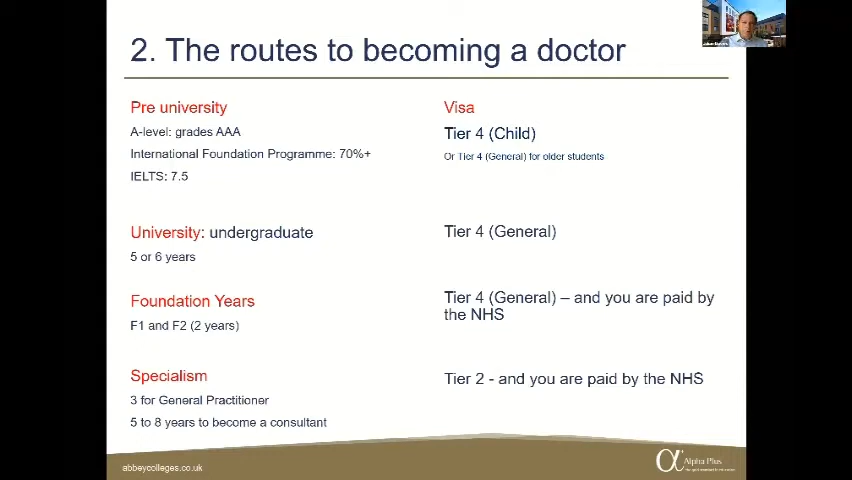 2. The routes to becoming a doctor
Pre university
A-level: grades AAA
International Foundation Programme: 70%+
IELTS: 7.5
Visa
Tier 4 (Child)
Or Tier 4 (General) for older students
University: undergraduate
5 or 6 years
Tier 4 (General)
Foundation Years
F1 and F2 (2 years)
Tier 4 (General) – and you are paid by
the NHS
Specialism
3 for General Practitioner
5 to 8 years to become a consultant
Tier 2 - and you are paid by the NHS
abbeycolleges.co.uk
Alpha Plus